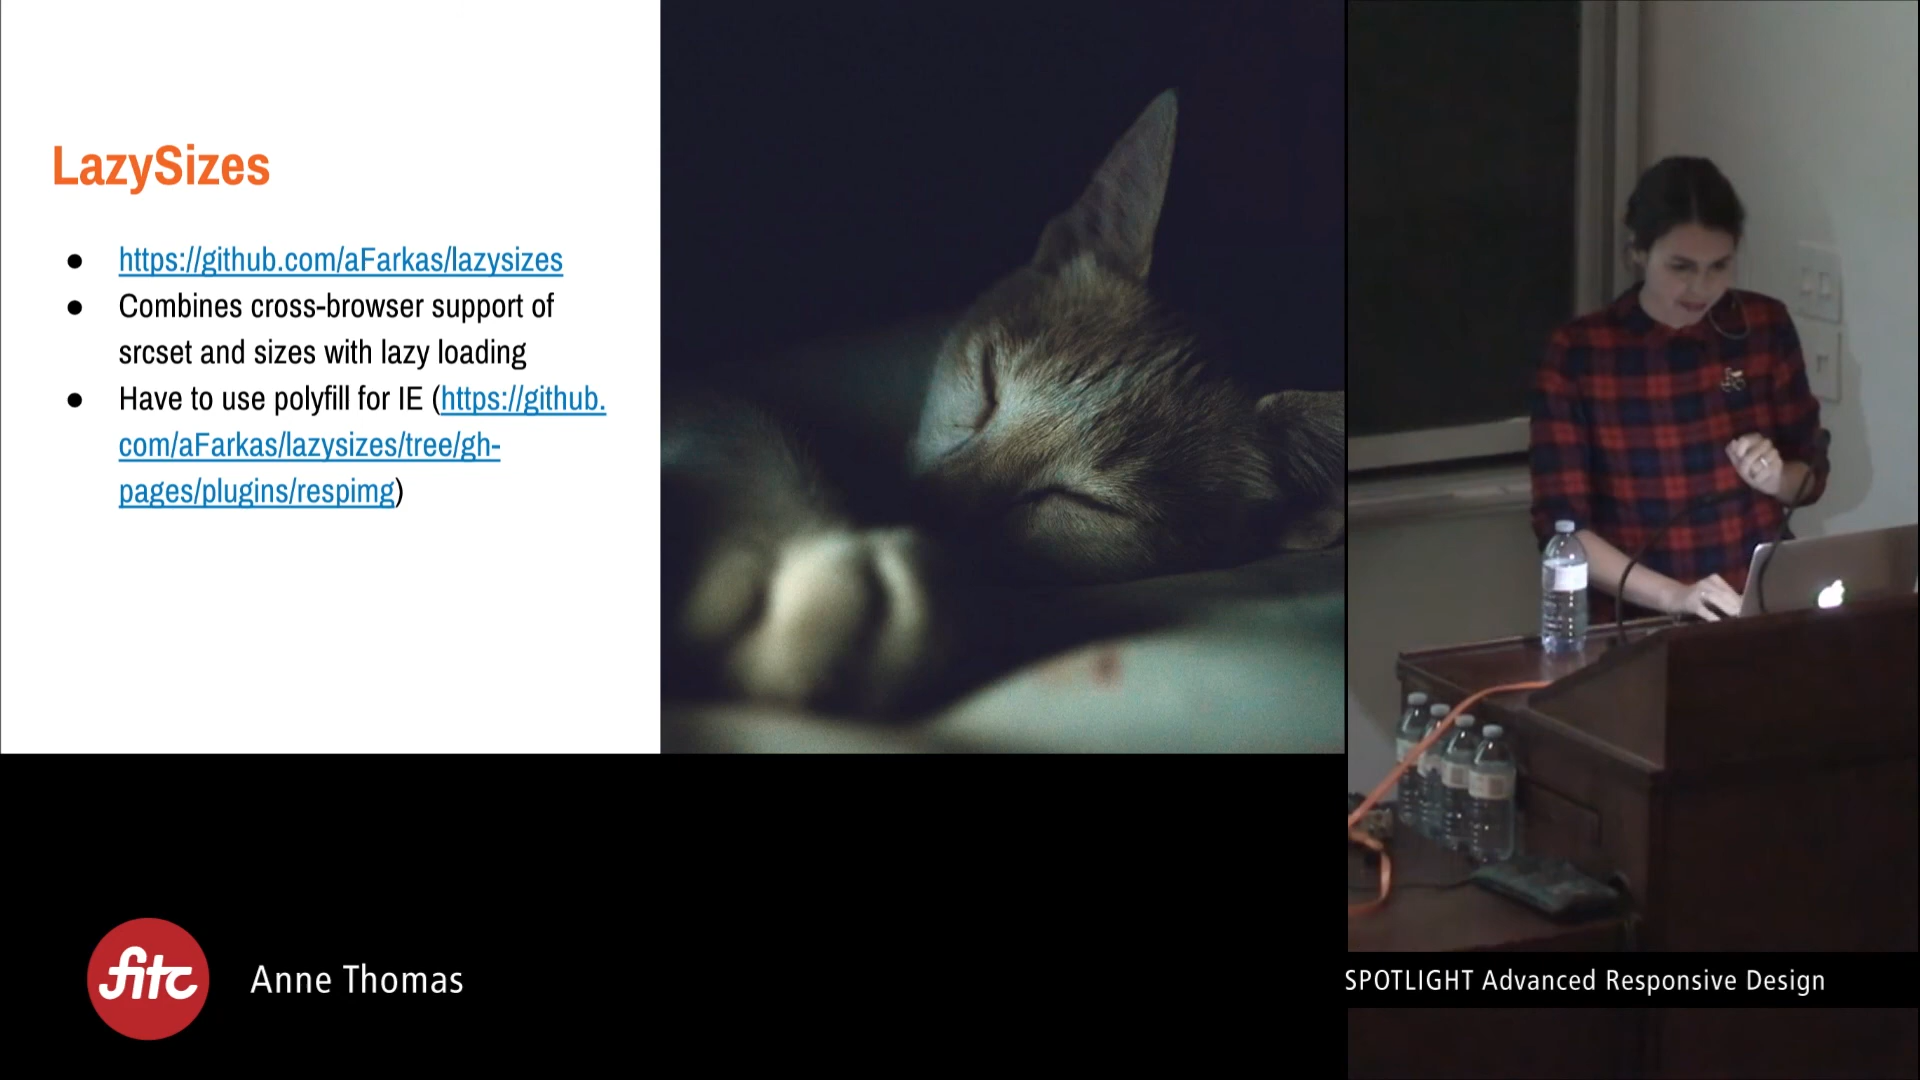 LazySizes
● https://github.com/aFarkas/lazysizes
● Combines cross-browser support of
srcset and sizes with lazy loading
● Have to use polyfill for IE (https://github.
com/aFarkas/lazysizes/tree/gh-
pages/plugins/respimg)
fitc
Anne Thomas
SPOTLIGHT Advanced Responsive Design